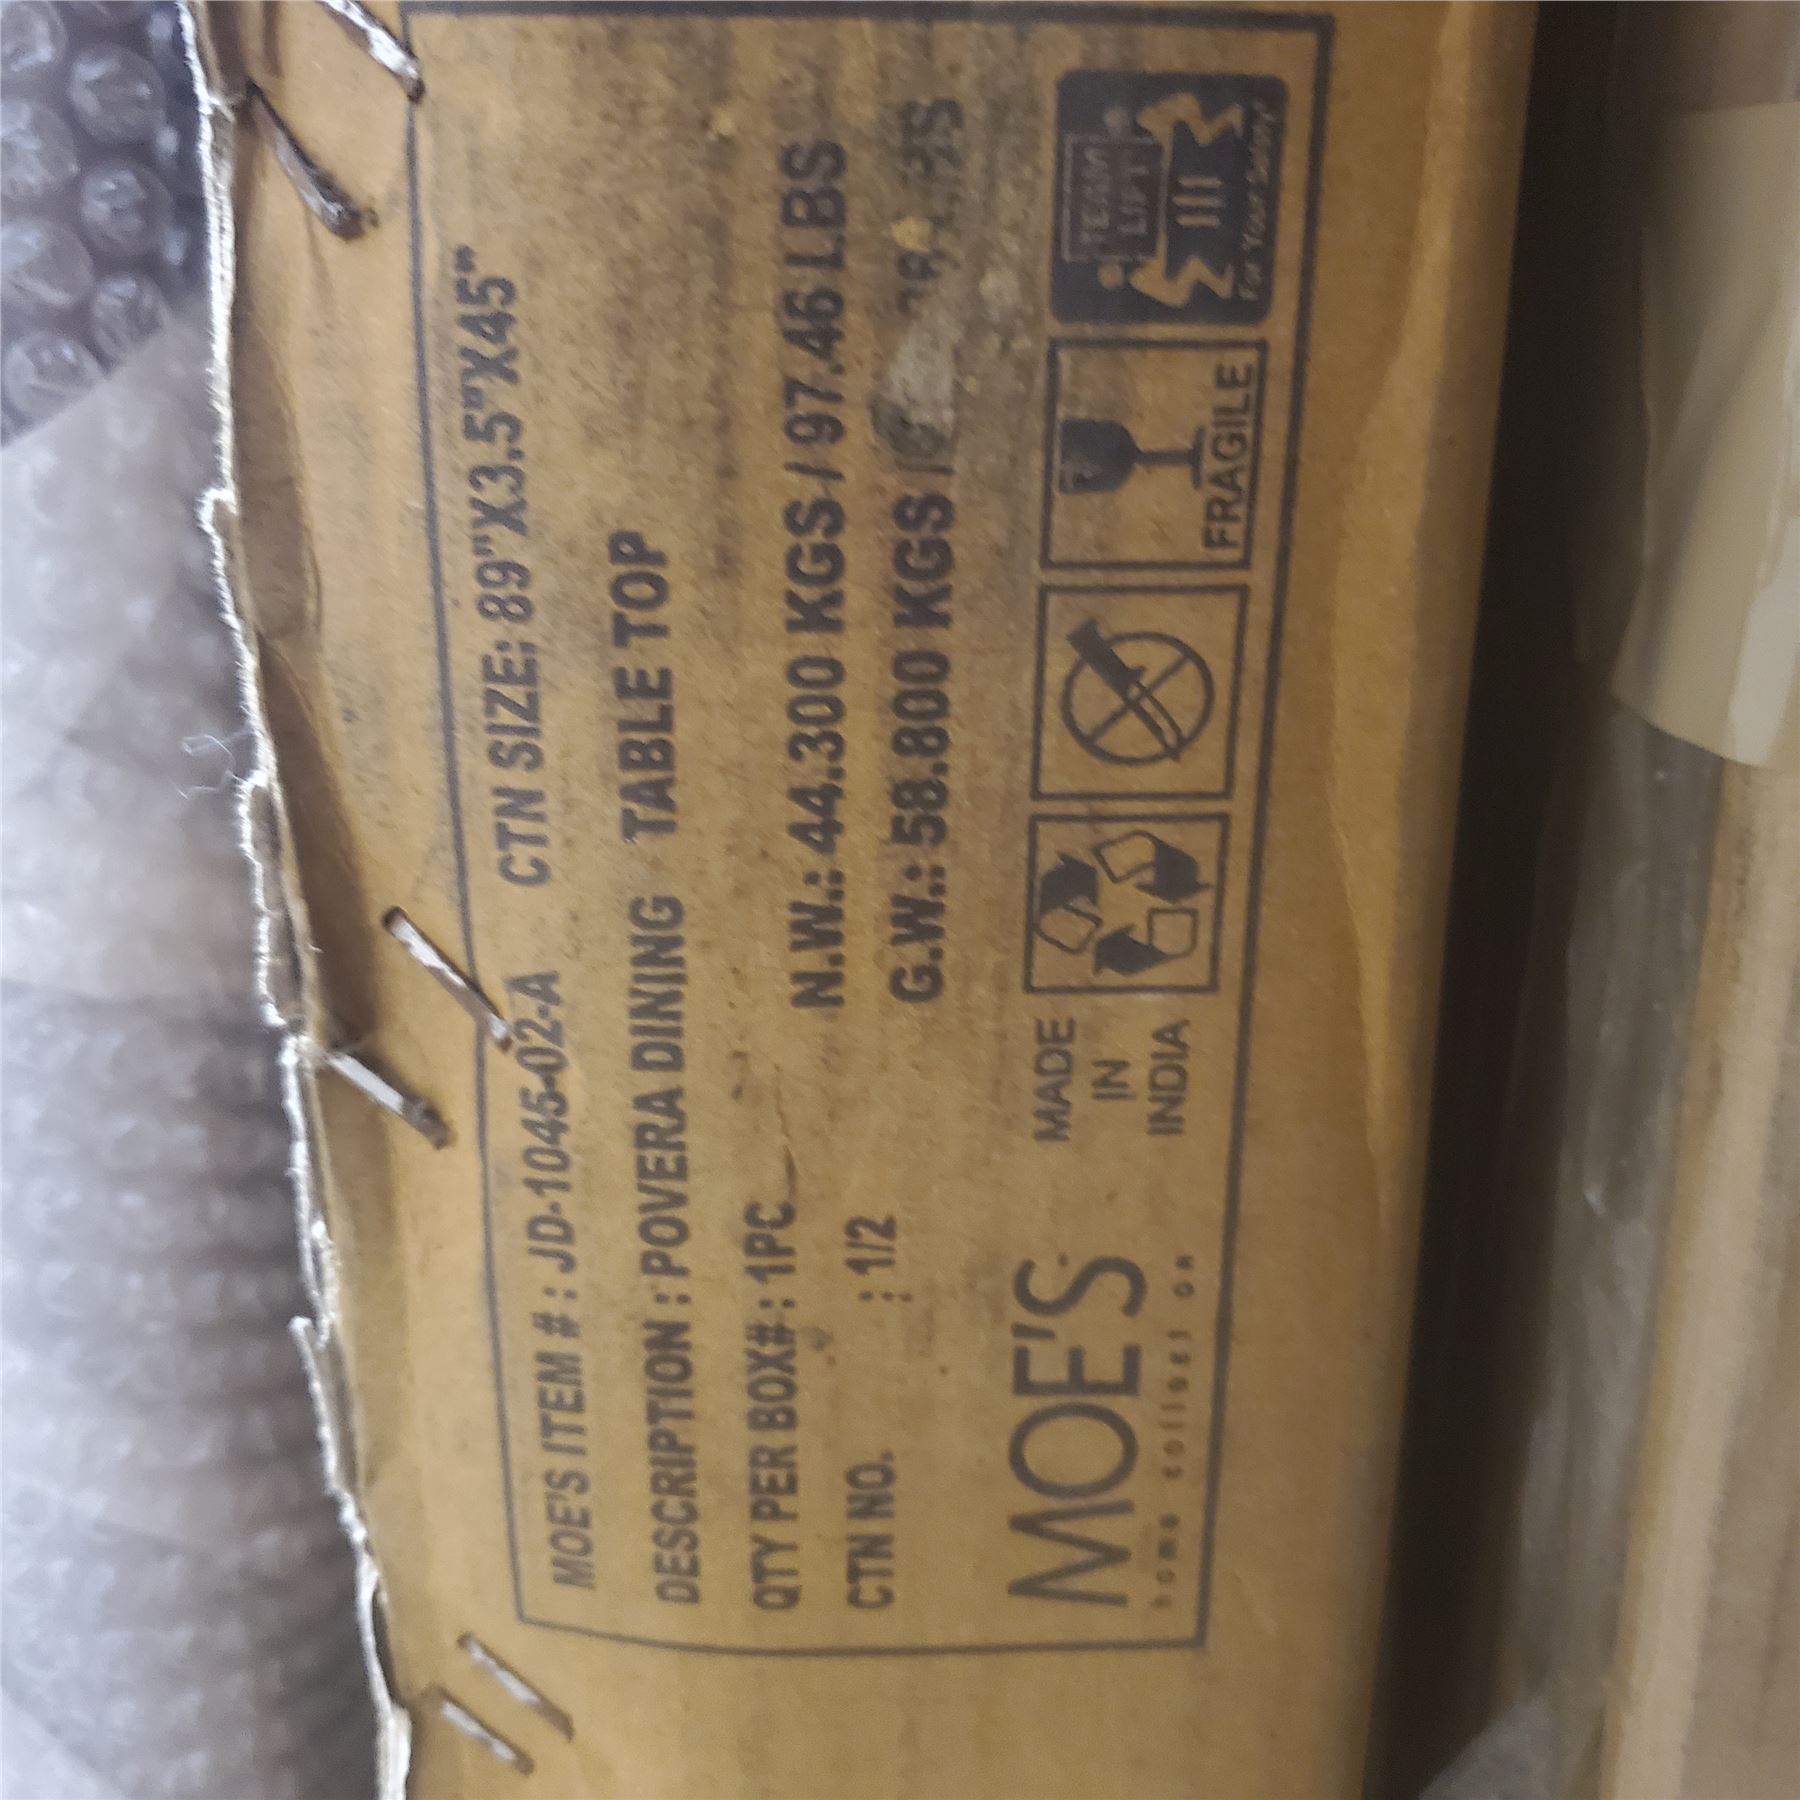 MOE'S ITEM # : JD-1045-02-A CTN SIZE: 89"X3.5"X45"
DESCRIPTION : POVERA DINING TABLE TOP
QTY PER BOX# : 1PC
N.W.: 44.300 KGS / 97.46 LBS
CTN NO. : 1/2
G.W.: 58.800 KGS /
MOE'S
home collection
MADE
IN
INDIA
FRAGILE
TEAM
LIFT
For Your Safety